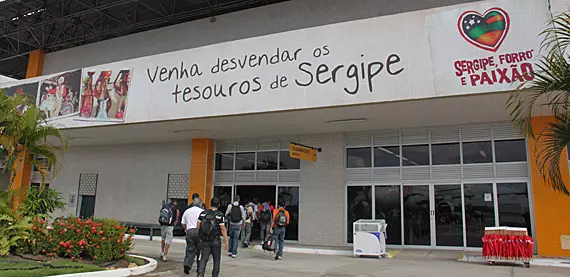 Venha desvendar os
tesouros de Sergipe
SERGIPE, FORRÓ
E PAIXÃO